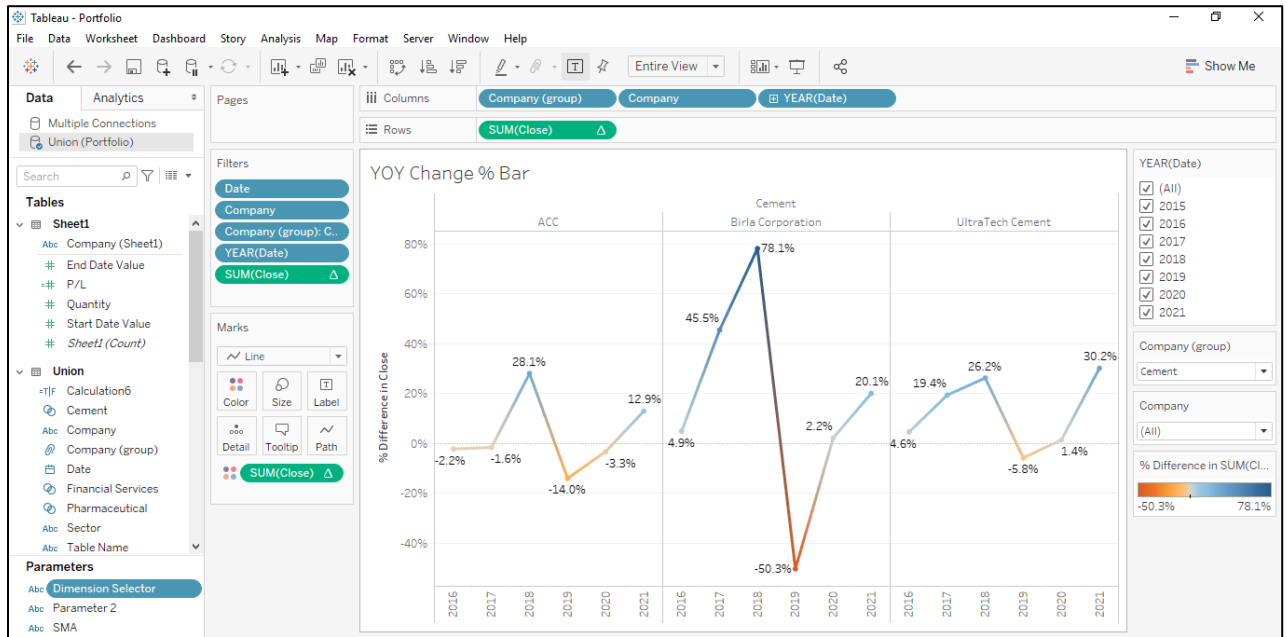 Tableau - Portfolio
File Data Worksheet Dashboard Story Analysis Map Format Server Window Help
Entire View
Show Me
Data Analytics
Multiple Connections
Union (Portfolio)
Search
Tables
Sheet1
Abc Company (Sheet1)
# End Date Value
=# P/L
# Quantity
# Start Date Value
# Sheet1 (Count)
Union
=T|F Calculation6
Cement
Abc Company
Company (group)
Date
Financial Services
Pharmaceutical
Abc Sector
Abc Table Name
Parameters
Abc Dimension Selector
Abc Parameter 2
Abc SMA
Pages
Filters
Date
Company
Company (group): C..
YEAR(Date)
SUM(Close) Δ
Marks
Line
Color Size Label
Detail Tooltip Path
SUM(Close) Δ
iii Columns Company (group) Company YEAR(Date)
Rows SUM(Close) Δ
YOY Change % Bar
Cement
ACC Birla Corporation UltraTech Cement
% Difference in Close
80%
60%
40%
20%
0%
-20%
-40%
-2.2% -1.6% 28.1% -14.0% -3.3% 12.9%
4.9% 45.5% 78.1% -50.3% 2.2% 20.1%
4.6% 19.4% 26.2% -5.8% 1.4% 30.2%
2016 2017 2018 2019 2020 2021 2016 2017 2018 2019 2020 2021 2016 2017 2018 2019 2020 2021
YEAR(Date)
(All)
2015
2016
2017
2018
2019
2020
2021
Company (group)
Cement
Company
(All)
% Difference in SUM(Cl...
-50.3% 78.1%